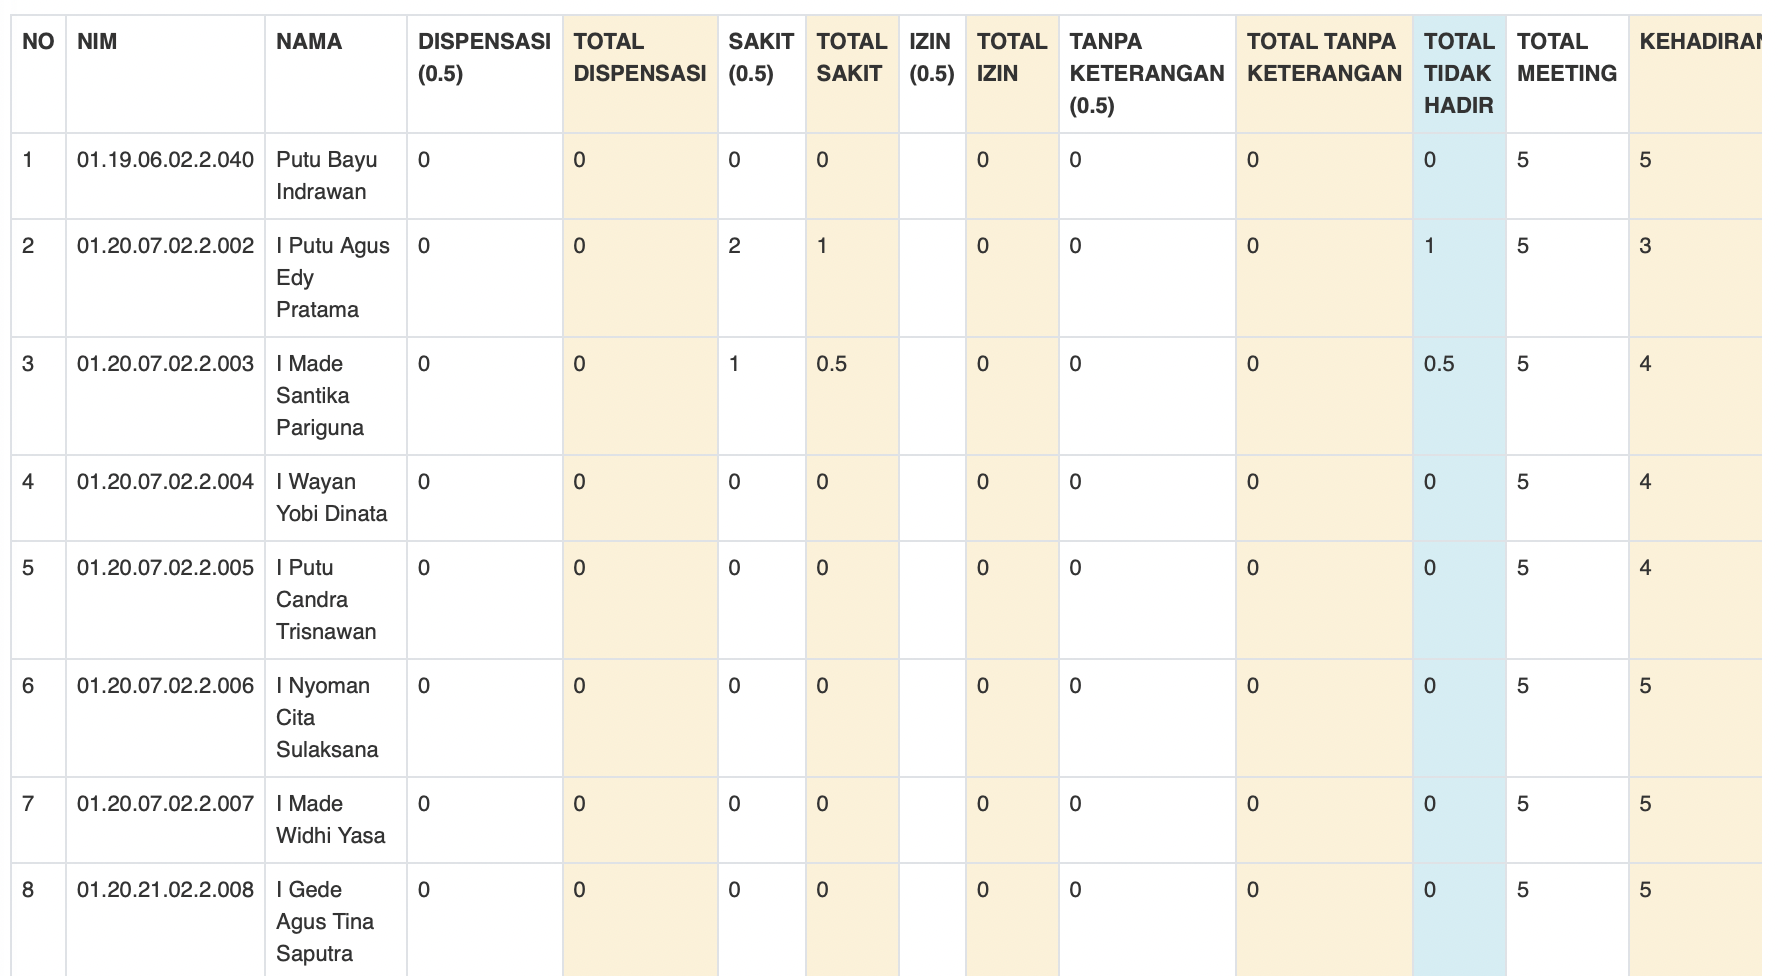 NO NIM NAMA DISPENSASI (0.5) TOTAL DISPENSASI SAKIT (0.5) TOTAL SAKIT IZIN (0.5) TOTAL IZIN TANPA KETERANGAN (0.5) TOTAL TANPA KETERANGAN TOTAL TIDAK HADIR TOTAL MEETING KEHADIRAN
1 01.19.06.02.2.040 Putu Bayu Indrawan 0 0 0 0 0 0 0 0 5 5
2 01.20.07.02.2.002 I Putu Agus Edy Pratama 0 0 2 1 0 0 0 1 5 3
3 01.20.07.02.2.003 I Made Santika Pariguna 0 0 1 0.5 0 0 0 0.5 5 4
4 01.20.07.02.2.004 I Wayan Yobi Dinata 0 0 0 0 0 0 0 0 5 4
5 01.20.07.02.2.005 I Putu Candra Trisnawan 0 0 0 0 0 0 0 0 5 4
6 01.20.07.02.2.006 I Nyoman Cita Sulaksana 0 0 0 0 0 0 0 0 5 5
7 01.20.07.02.2.007 I Made Widhi Yasa 0 0 0 0 0 0 0 0 5 5
8 01.20.21.02.2.008 I Gede Agus Tina Saputra 0 0 0 0 0 0 0 0 5 5